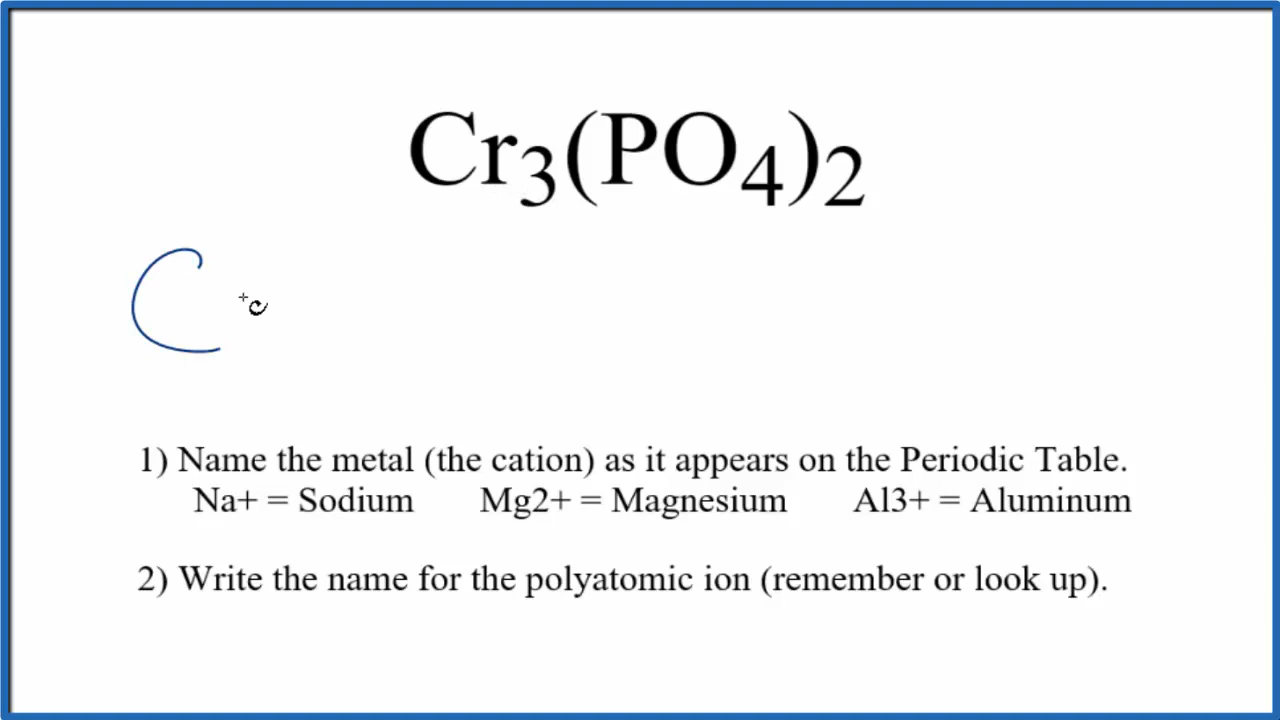 Cr₃(PO₄)₂
C
1) Name the metal (the cation) as it appears on the Periodic Table.
Na+ = Sodium Mg2+ = Magnesium Al3+ = Aluminum
2) Write the name for the polyatomic ion (remember or look up).